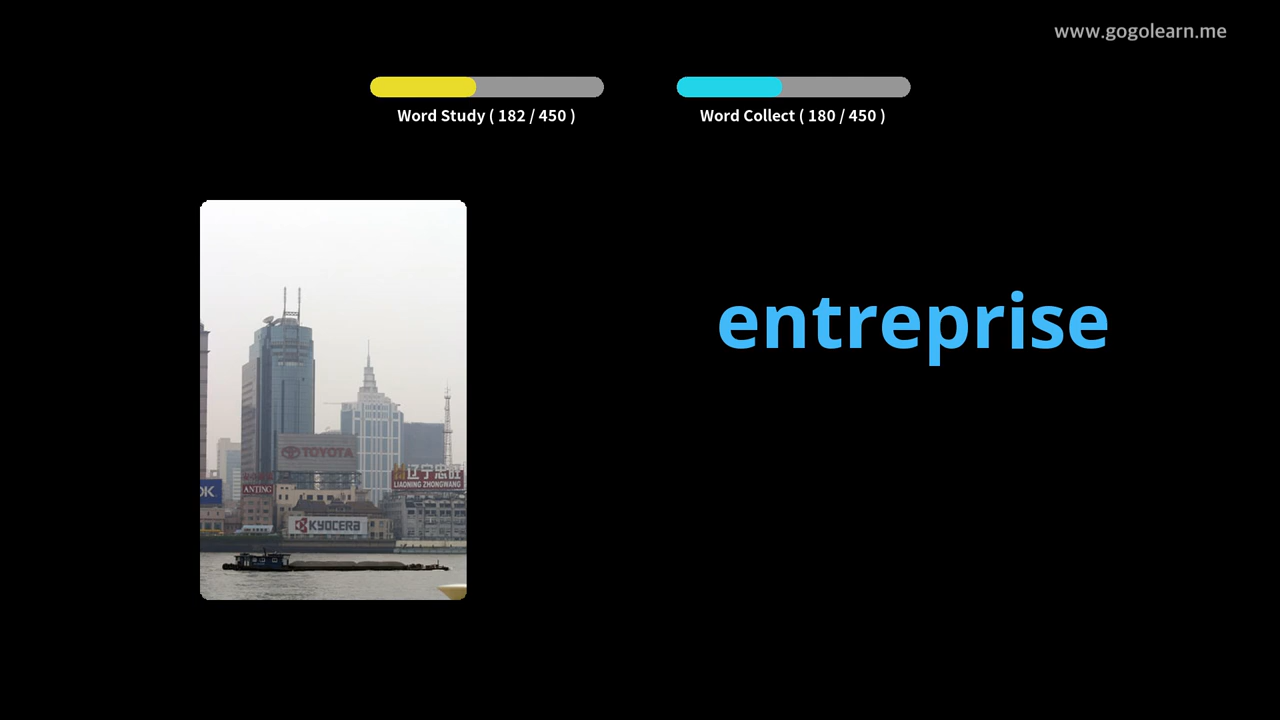 www.gogolearn.me
Word Study ( 182 / 450 )
Word Collect ( 180 / 450 )
entreprise
TOYOTA
辽宁忠旺
LIAONING ZHONGWANG
OK
ANTING
KYOCERA